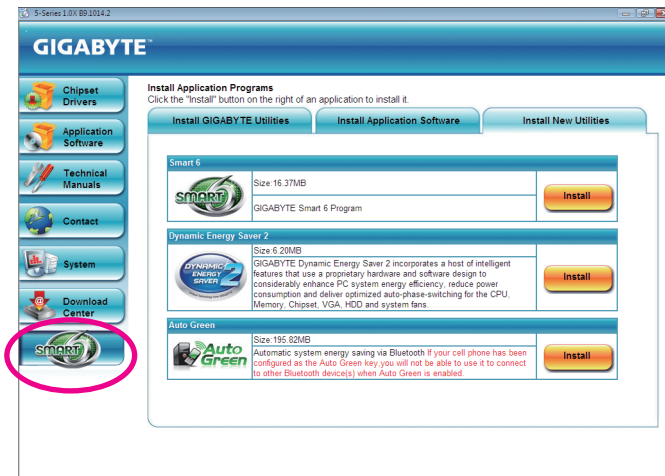 5-Series 1.0X B9.1014.2
GIGABYTE™
Chipset
Drivers
Application
Software
Technical
Manuals
Contact
System
Download
Center
SMART 6
Install Application Programs
Click the "Install" button on the right of an application to install it.
Install GIGABYTE Utilities
Install Application Software
Install New Utilities
Smart 6
SMART 6
Size:16.37MB
GIGABYTE Smart 6 Program
Install
Dynamic Energy Saver 2
DYNAMIC
ENERGY
SAVER 2
Size:6.20MB
GIGABYTE Dynamic Energy Saver 2 incorporates a host of intelligent
features that use a proprietary hardware and software design to
considerably enhance PC system energy efficiency, reduce power
consumption and deliver optimized auto-phase-switching for the CPU,
Memory, Chipset, VGA, HDD and system fans.
Install
Auto Green
Auto
Green
Size:195.82MB
Automatic system energy saving via Bluetooth If your cell phone has been
configured as the Auto Green key,you will not be able to use it to connect
to other Bluetooth device(s) when Auto Green is enabled.
Install